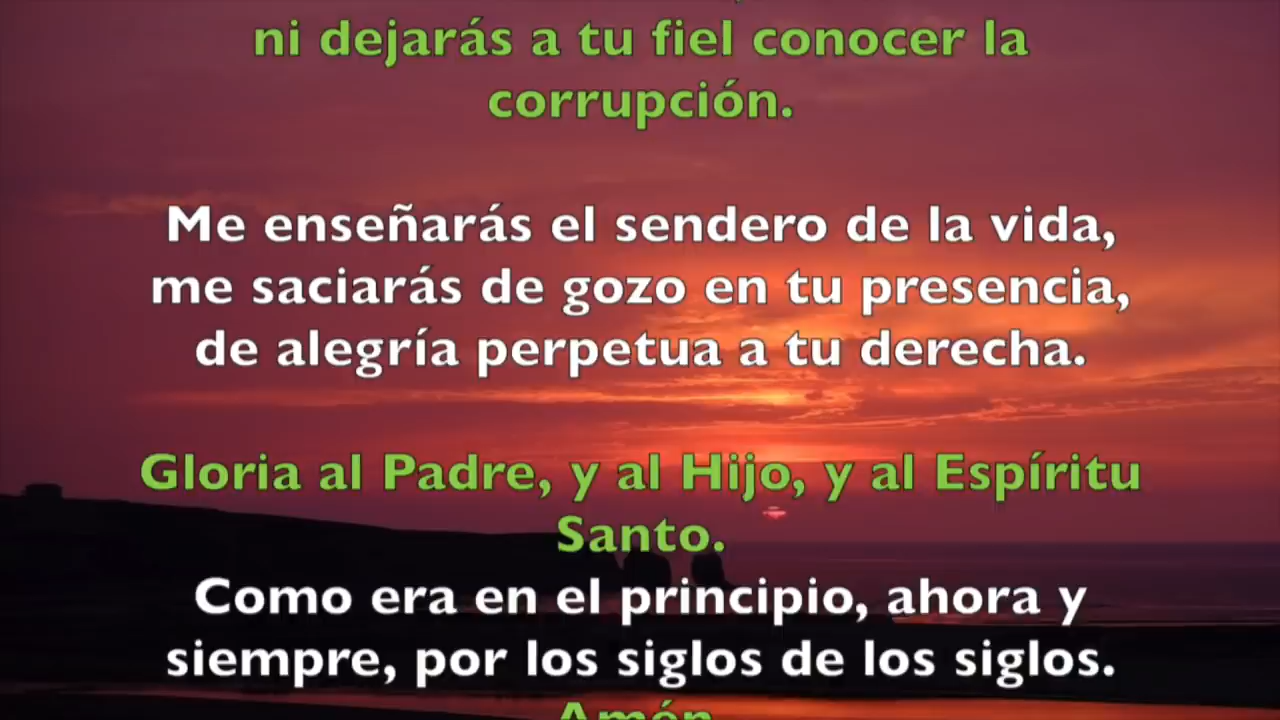 ni dejarás a tu fiel conocer la
corrupción.
Me enseñarás el sendero de la vida,
me saciarás de gozo en tu presencia,
de alegría perpetua a tu derecha.
Gloria al Padre, y al Hijo, y al Espíritu
Santo.
Como era en el principio, ahora y
siempre, por los siglos de los siglos.
Amén